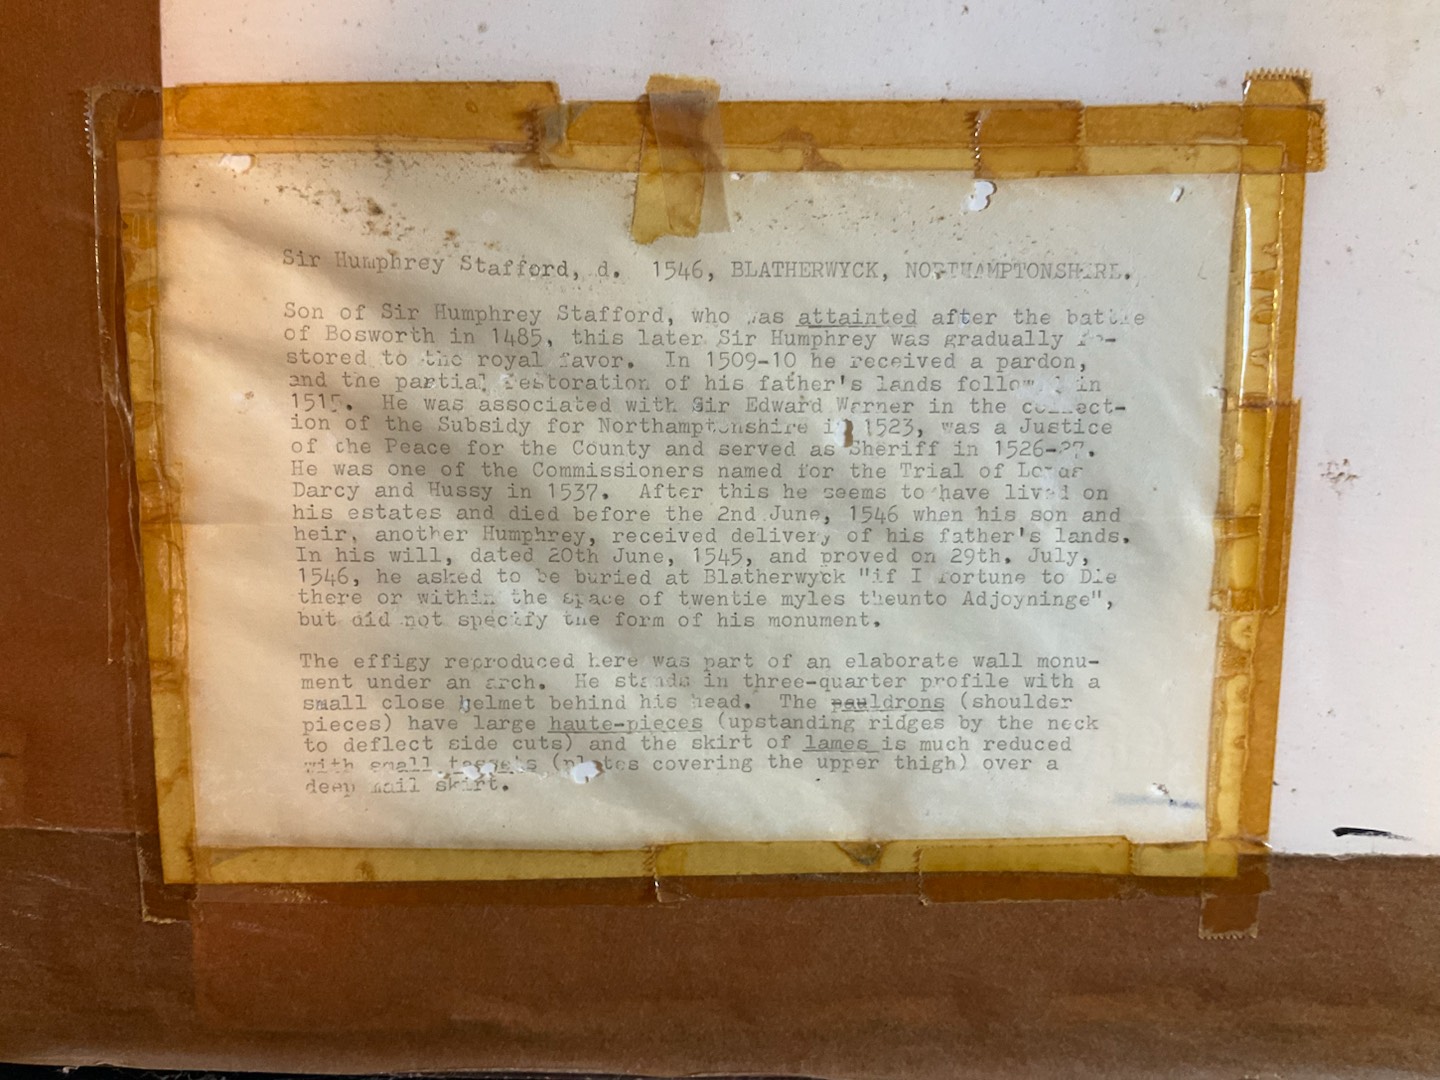 Sir Humphrey Stafford, d. 1546, BLATHERWYCK, NORTHAMPTONSHIRE.
Son of Sir Humphrey Stafford, who was attainted after the battle
of Bosworth in 1485, this later Sir Humphrey was gradually re-
stored to the royal favor. In 1509-10 he received a pardon,
and the partial restoration of his father's lands followed in
1515. He was associated with Sir Edward Warner in the collect-
ion of the Subsidy for Northamptonshire in 1523, was a Justice
of the Peace for the County and served as Sheriff in 1526-27.
He was one of the Commissioners named for the Trial of
Darcy and Hussy in 1537. After this he seems to have lived on
his estates and died before the 2nd June, 1546 when his son and
heir, another Humphrey, received delivery of his father's lands.
In his will, dated 20th June, 1545, and proved on 29th. July,
1546, he asked to be buried at Blatherwyck "if I fortune to Die
there or within the space of twentie myles theunto Adjoyninge",
but did not specify the form of his monument.
The effigy reproduced here was part of an elaborate wall monu-
ment under an arch. He stands in three-quarter profile with a
small close helmet behind his head. The pauldrons (shoulder
pieces) have large haute-pieces (upstanding ridges by the neck
to deflect side cuts) and the skirt of lames is much reduced
with small tassets (plates covering the upper thigh) over a
deep mail skirt.